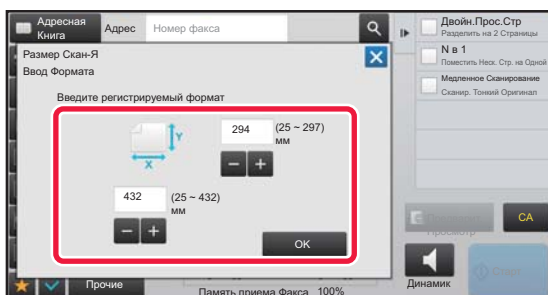 Адресная
Книга
Адрес
Номер факса
Двойн.Прос.Стр
Разделить на 2 Страницы
N в 1
Поместить Неск. Стр. на Одной
Медленное Сканирование
Сканир. Тонкий Оригинал
Размер Скан-Я
Ввод Формата
Введите регистрируемый формат
Y
X
294
(25 ~ 297)
мм
432
(25 ~ 432)
мм
OK
CA
Просмотр
Динамик
Старт
Прочие
Память приема Факса 100%